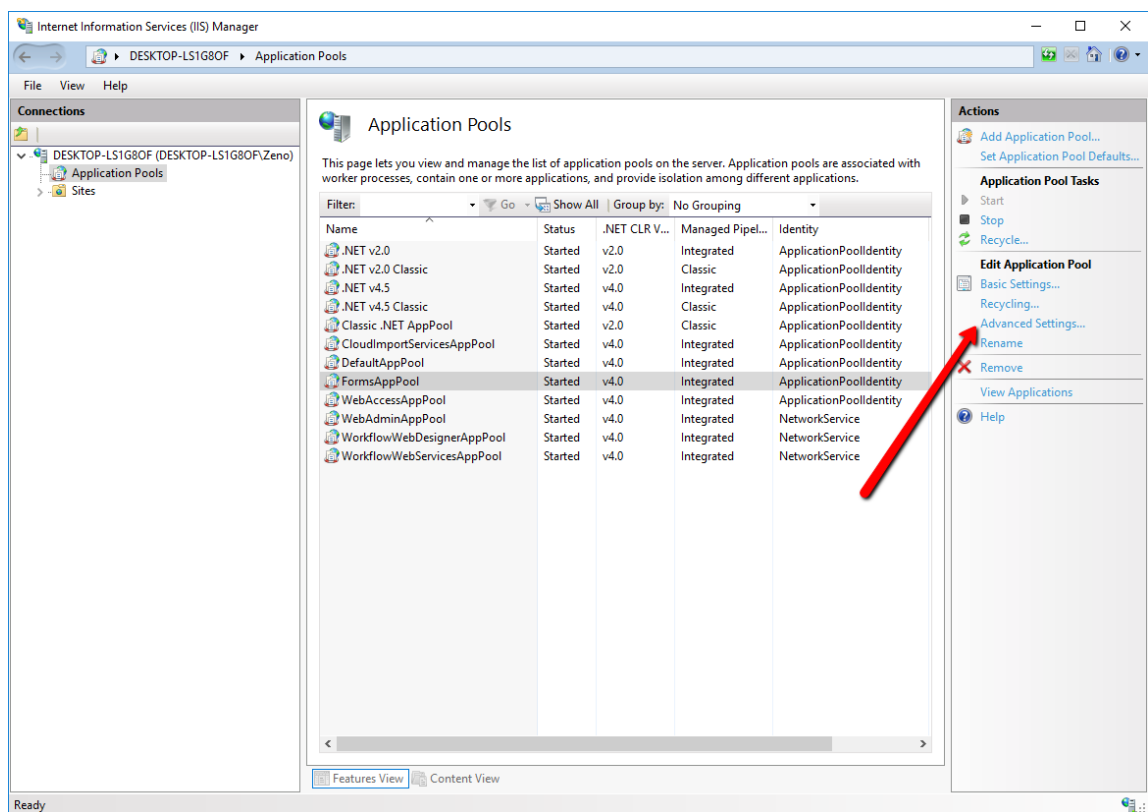 Internet Information Services (IIS) Manager
DESKTOP-LS1G8OF Application Pools
File View Help
Connections
DESKTOP-LS1G8OF (DESKTOP-LS1G8OF\Zeno)
Application Pools
Sites
Application Pools
This page lets you view and manage the list of application pools on the server. Application pools are associated with
worker processes, contain one or more applications, and provide isolation among different applications.
Filter: Go Show All Group by: No Grouping
Name Status .NET CLR V... Managed Pipel... Identity
.NET v2.0 Started v2.0 Integrated ApplicationPoolIdentity
.NET v2.0 Classic Started v2.0 Classic ApplicationPoolIdentity
.NET v4.5 Started v4.0 Integrated ApplicationPoolIdentity
.NET v4.5 Classic Started v4.0 Classic ApplicationPoolIdentity
Classic .NET AppPool Started v2.0 Classic ApplicationPoolIdentity
CloudImportServicesAppPool Started v4.0 Integrated ApplicationPoolIdentity
DefaultAppPool Started v4.0 Integrated ApplicationPoolIdentity
FormsAppPool Started v4.0 Integrated ApplicationPoolIdentity
WebAccessAppPool Started v4.0 Integrated ApplicationPoolIdentity
WebAdminAppPool Started v4.0 Integrated NetworkService
WorkflowWebDesignerAppPool Started v4.0 Integrated NetworkService
WorkflowWebServicesAppPool Started v4.0 Integrated NetworkService
Features View Content View
Actions
Add Application Pool...
Set Application Pool Defaults...
Application Pool Tasks
Start
Stop
Recycle...
Edit Application Pool
Basic Settings...
Recycling...
Advanced Settings...
Rename
Remove
View Applications
Help
Ready